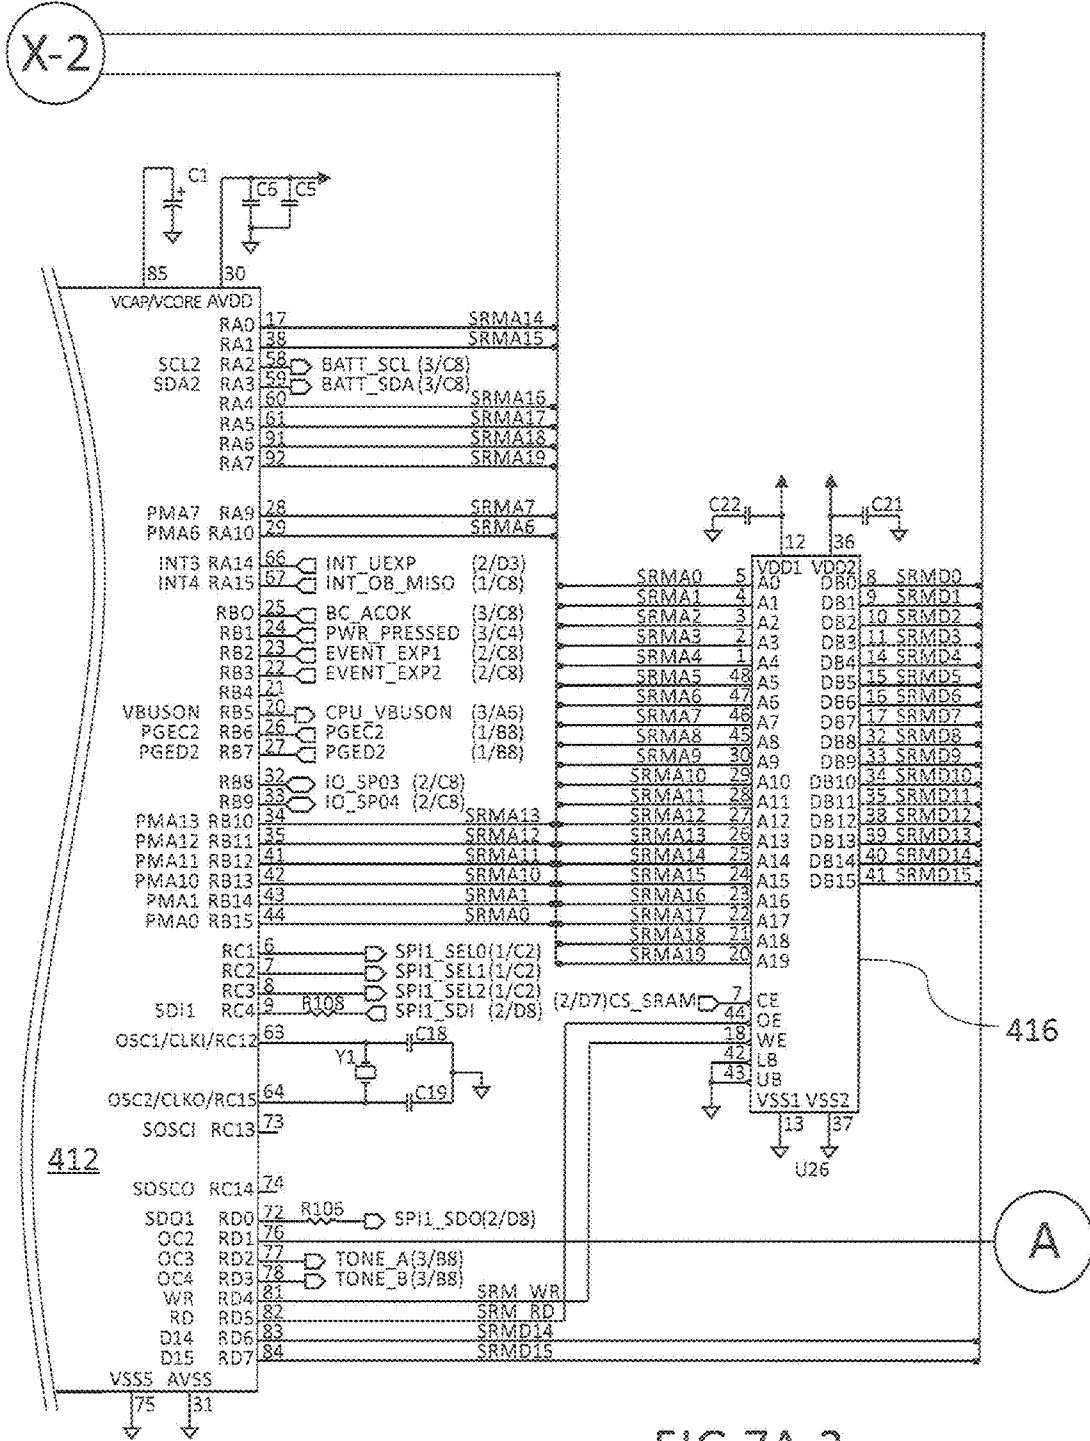 X-2
C1
C6 C5
85 30
VCAP/VCORE AVDD
RA0 17 SRMA14
RA1 38 SRMA15
SCL2 RA2 58 BATT_SCL (3/C8)
SDA2 RA3 59 BATT_SDA (3/C8)
RA4 60 SRMA16
RA5 61 SRMA17
RA6 91 SRMA18
RA7 92 SRMA19
PMA7 RA9 28 SRMA7
PMA6 RA10 29 SRMA6
INT3 RA14 66 INT_UEXP (2/D3)
INT4 RA15 67 INT_OB_MISO (1/C8)
RB0 25 BC_ACOK (3/C8)
RB1 24 PWR_PRESSED (3/C4)
RB2 23 EVENT_EXP1 (2/C8)
RB3 22 EVENT_EXP2 (2/C8)
RB4 21
VBUSON RB5 20 CPU_VBUSON (3/A6)
PGEC2 RB6 26 PGEC2 (1/B8)
PGED2 RB7 27 PGED2 (1/B8)
RB8 32 IO_SP03 (2/C8)
RB9 33 IO_SP04 (2/C8)
PMA13 RB10 34 SRMA13
PMA12 RB11 35 SRMA12
PMA11 RB12 41 SRMA11
PMA10 RB13 42 SRMA10
PMA1 RB14 43 SRMA1
PMA0 RB15 44 SRMA0
RC1 6 SPI1_SEL0 (1/C2)
RC2 7 SPI1_SEL1 (1/C2)
RC3 8 SPI1_SEL2 (1/C2)
SDI1 RC4 9 R108 SPI1_SDI (2/D8)
OSC1/CLKI/RC12 63 C18
Y1
OSC2/CLKO/RC15 64 C19
SOSCI RC13 73
412
SOSCO RC14 74
SDO1 RD0 72 R106 SPI1_SDO (2/D8)
OC2 RD1 76
OC3 RD2 77 TONE_A (3/B8)
OC4 RD3 78 TONE_B (3/B8)
WR RD4 81 SRM_WR
RD RD5 82 SRM_RD
D14 RD6 83 SRMD14
D15 RD7 84 SRMD15
VSS5 AVSS
75 31
C22 C21
12 36
VDD1 VDD2
SRMA0 5 A0 DB0 8 SRMD0
SRMA1 4 A1 DB1 9 SRMD1
SRMA2 3 A2 DB2 10 SRMD2
SRMA3 2 A3 DB3 11 SRMD3
SRMA4 1 A4 DB4 14 SRMD4
SRMA5 48 A5 DB5 15 SRMD5
SRMA6 47 A6 DB6 16 SRMD6
SRMA7 46 A7 DB7 17 SRMD7
SRMA8 45 A8 DB8 32 SRMD8
SRMA9 30 A9 DB9 33 SRMD9
SRMA10 29 A10 DB10 34 SRMD10
SRMA11 28 A11 DB11 35 SRMD11
SRMA12 27 A12 DB12 38 SRMD12
SRMA13 26 A13 DB13 39 SRMD13
SRMA14 25 A14 DB14 40 SRMD14
SRMA15 24 A15 DB15 41 SRMD15
SRMA16 23 A16
SRMA17 22 A17
SRMA18 21 A18
SRMA19 20 A19
(2/D7) CS_SRAM 7 CE
44 OE
18 WE
42 LB
43 UB
VSS1 VSS2
13 37
U26
416
A
FIG 7A-3